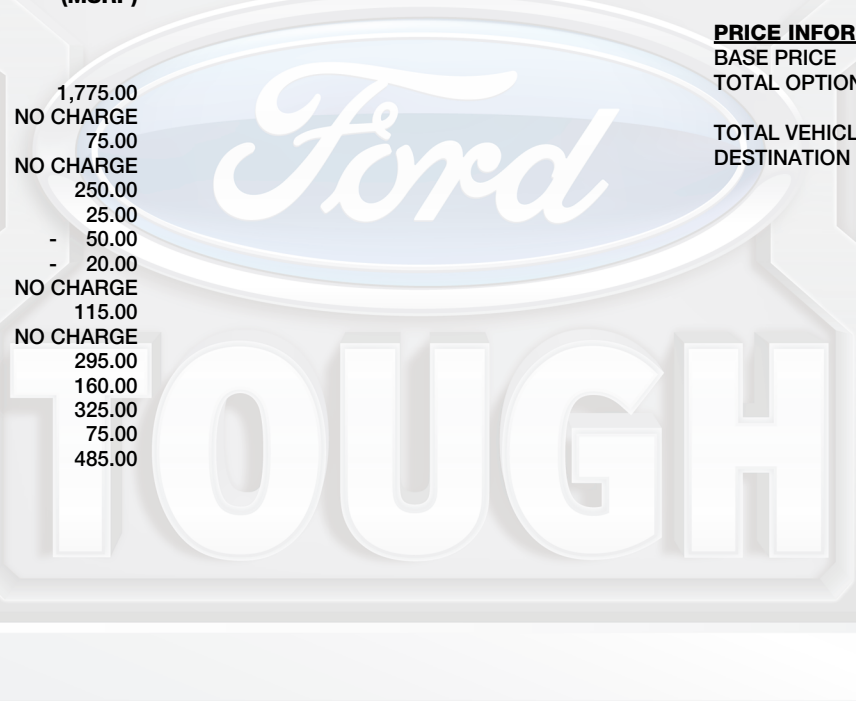 (MSRP)
1,775.00
NO CHARGE
75.00
NO CHARGE
250.00
25.00
- 50.00
- 20.00
NO CHARGE
115.00
NO CHARGE
295.00
160.00
325.00
75.00
485.00
PRICE INFOR
BASE PRICE
TOTAL OPTION
TOTAL VEHICL
DESTINATION
Ford
TOUGH